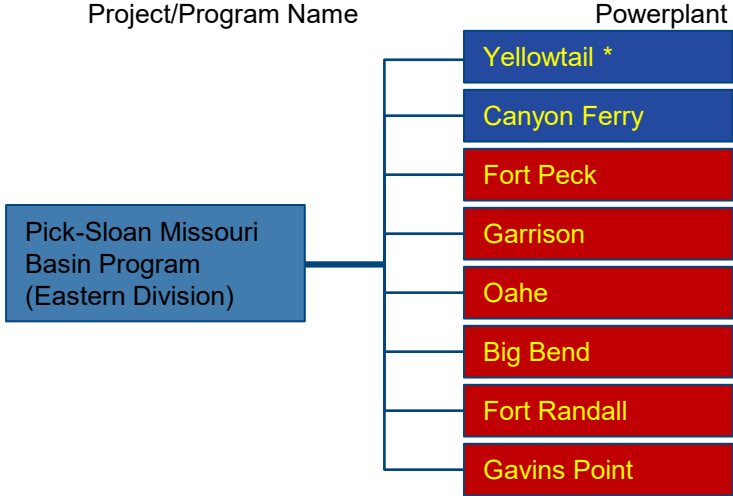 Project/Program Name
Powerplant
Yellowtail *
Canyon Ferry
Fort Peck
Pick-Sloan Missouri
Basin Program
(Eastern Division)
Garrison
Oahe
Big Bend
Fort Randall
Gavins Point